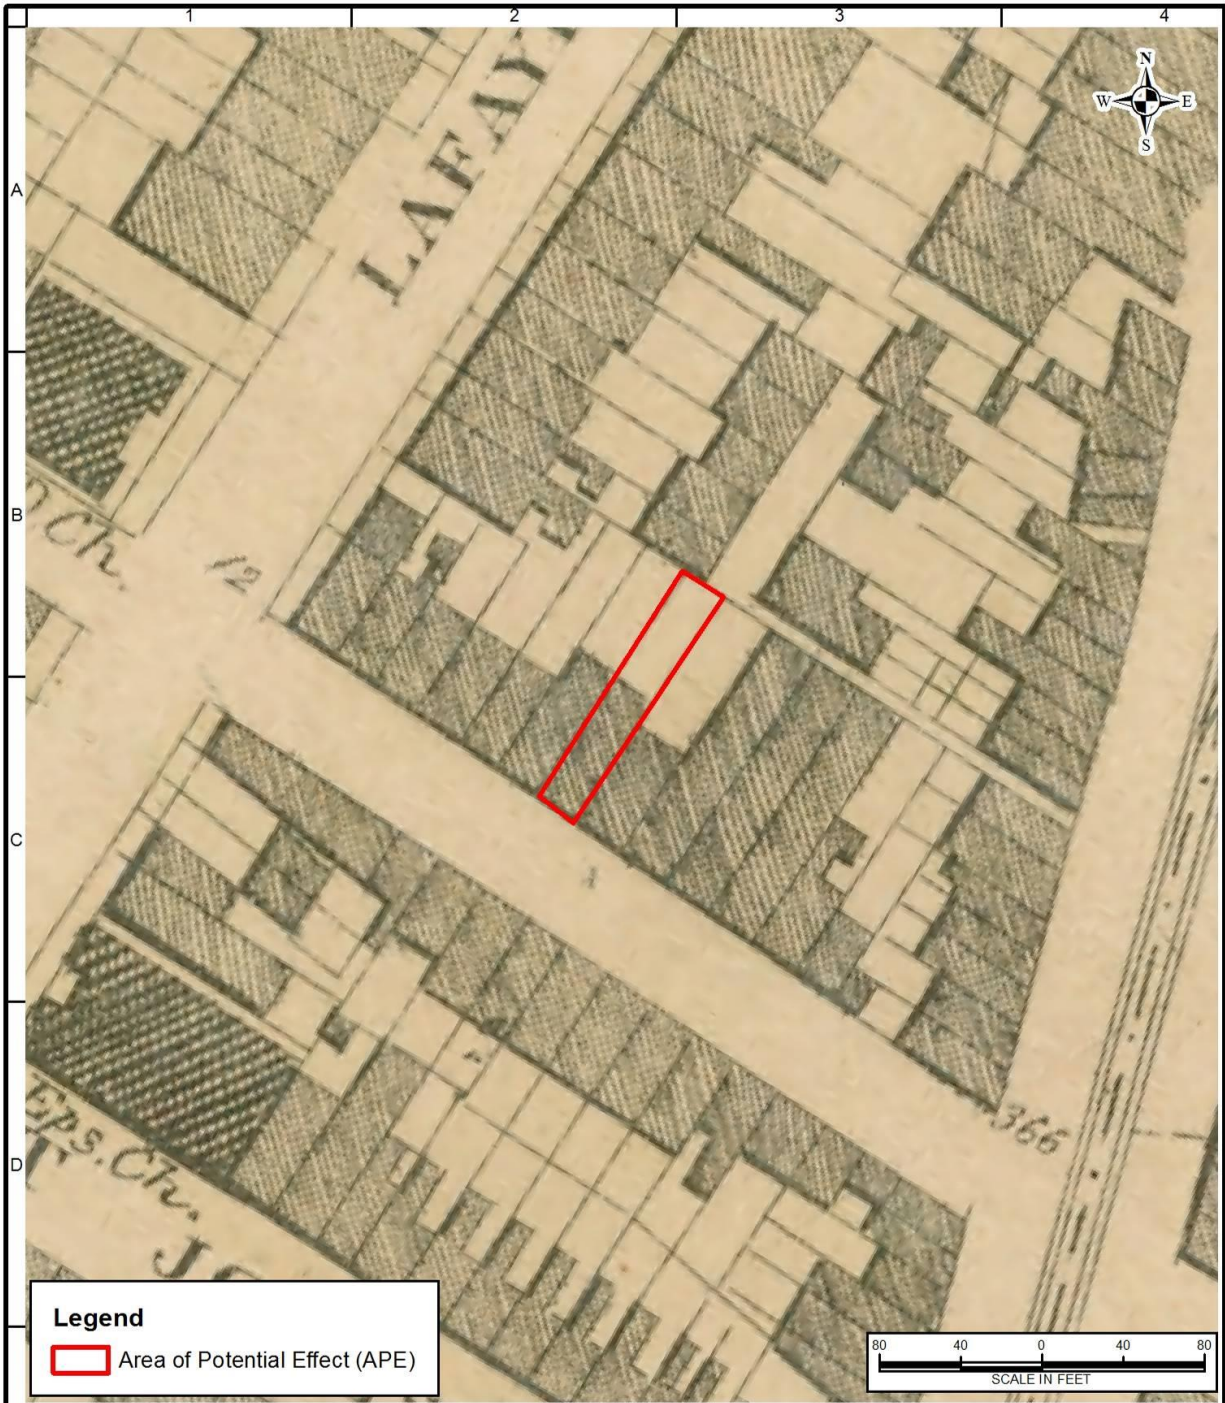 1 2 3 4
N
W E
S
A
LAFAY
B
Ch.
12
C
1
366
Eps. Ch.
D
Legend
Area of Potential Effect (APE)
80 40 0 40 80
SCALE IN FEET